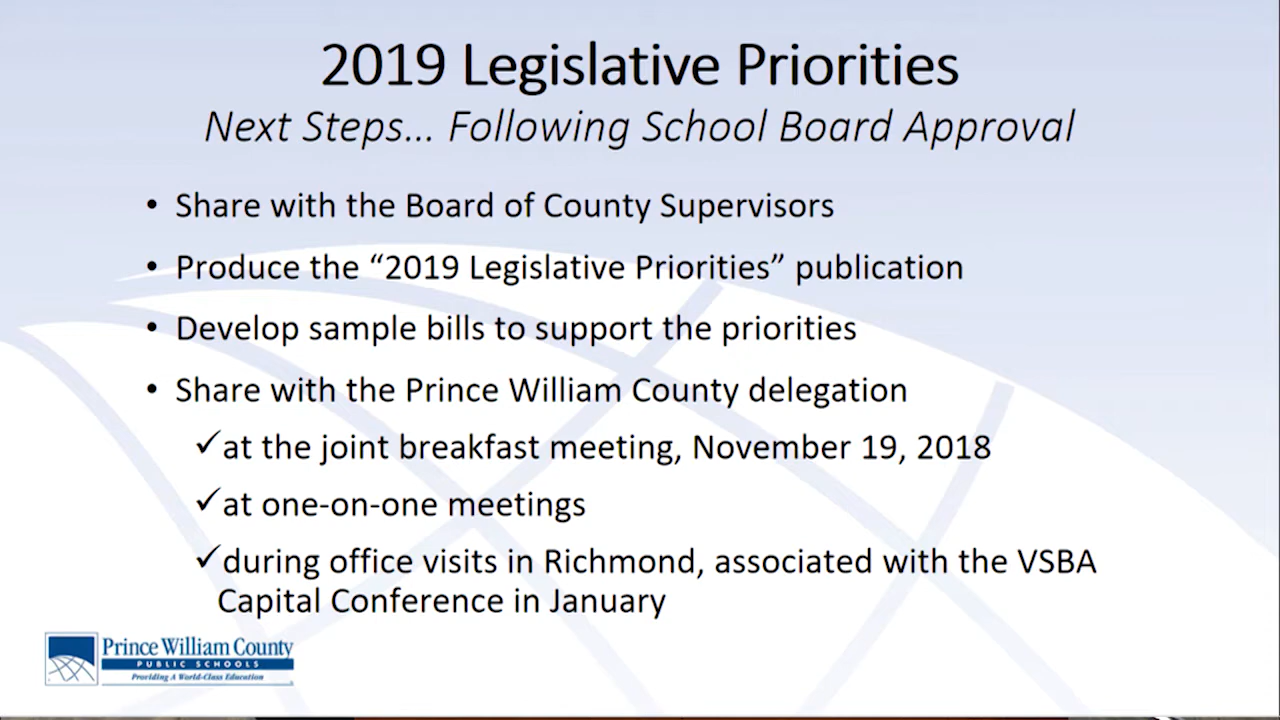 2019 Legislative Priorities
Next Steps... Following School Board Approval
• Share with the Board of County Supervisors
• Produce the “2019 Legislative Priorities” publication
• Develop sample bills to support the priorities
• Share with the Prince William County delegation
✓at the joint breakfast meeting, November 19, 2018
✓at one-on-one meetings
✓during office visits in Richmond, associated with the VSBA
Capital Conference in January
Prince William County
PUBLIC SCHOOLS
Providing A World-Class Education